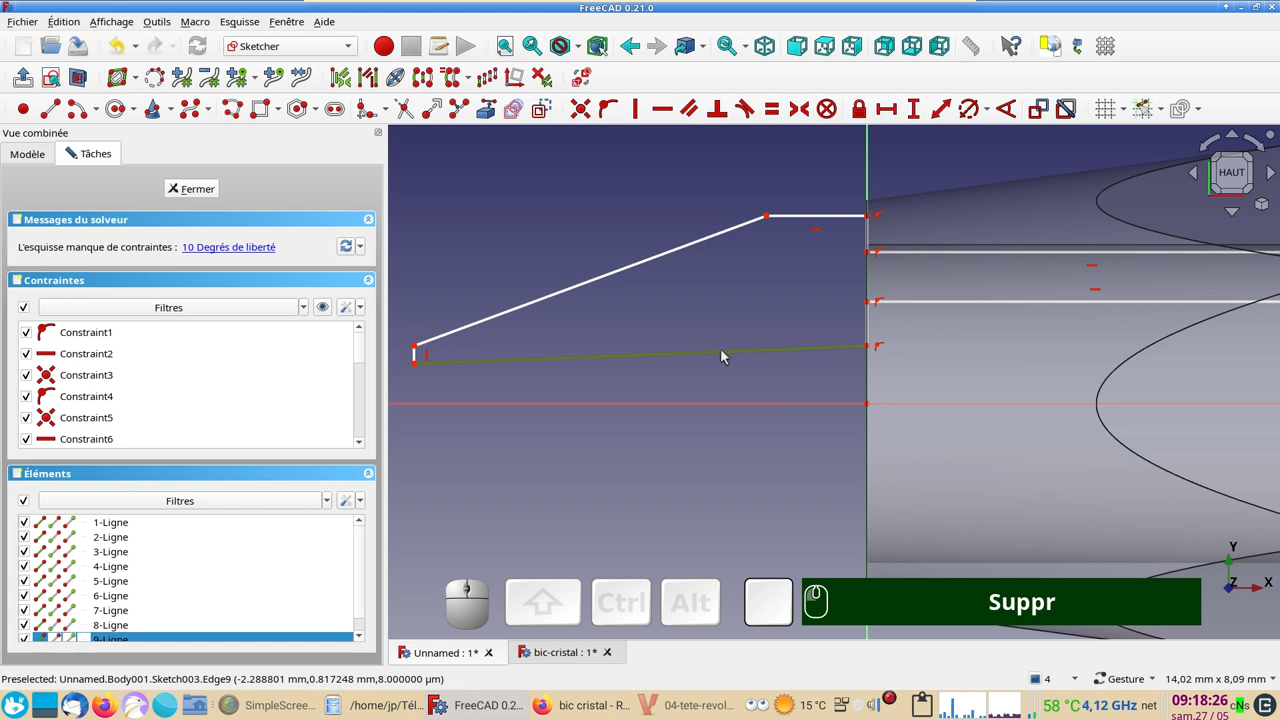 FreeCAD 0.21.0
Fichier Édition Affichage Outils Macro Esquisse Fenêtre Aide
Sketcher
Vue combinée
Modèle Tâches
Fermer
Messages du solveur
L'esquisse manque de contraintes : 10 Degrés de liberté
Contraintes
Filtres
Constraint1
Constraint2
Constraint3
Constraint4
Constraint5
Constraint6
Éléments
Filtres
1-Ligne
2-Ligne
3-Ligne
4-Ligne
5-Ligne
6-Ligne
7-Ligne
8-Ligne
9-Ligne
HAUT
Y
Z
X
Ctrl Alt Suppr
Unnamed : 1* bic-cristal : 1*
Preselected: Unnamed.Body001.Sketch003.Edge9 (-2.288801 mm,0.817248 mm,8.000000 µm) 4 Gesture 14,02 mm x 8,09 mm
SimpleScree... /home/jp/Tél... FreeCAD 0.2... bic cristal - R... 04-tete-revol... 15 °C 58 °C 4,12 GHz net 09:18:26
sam.27 / 05